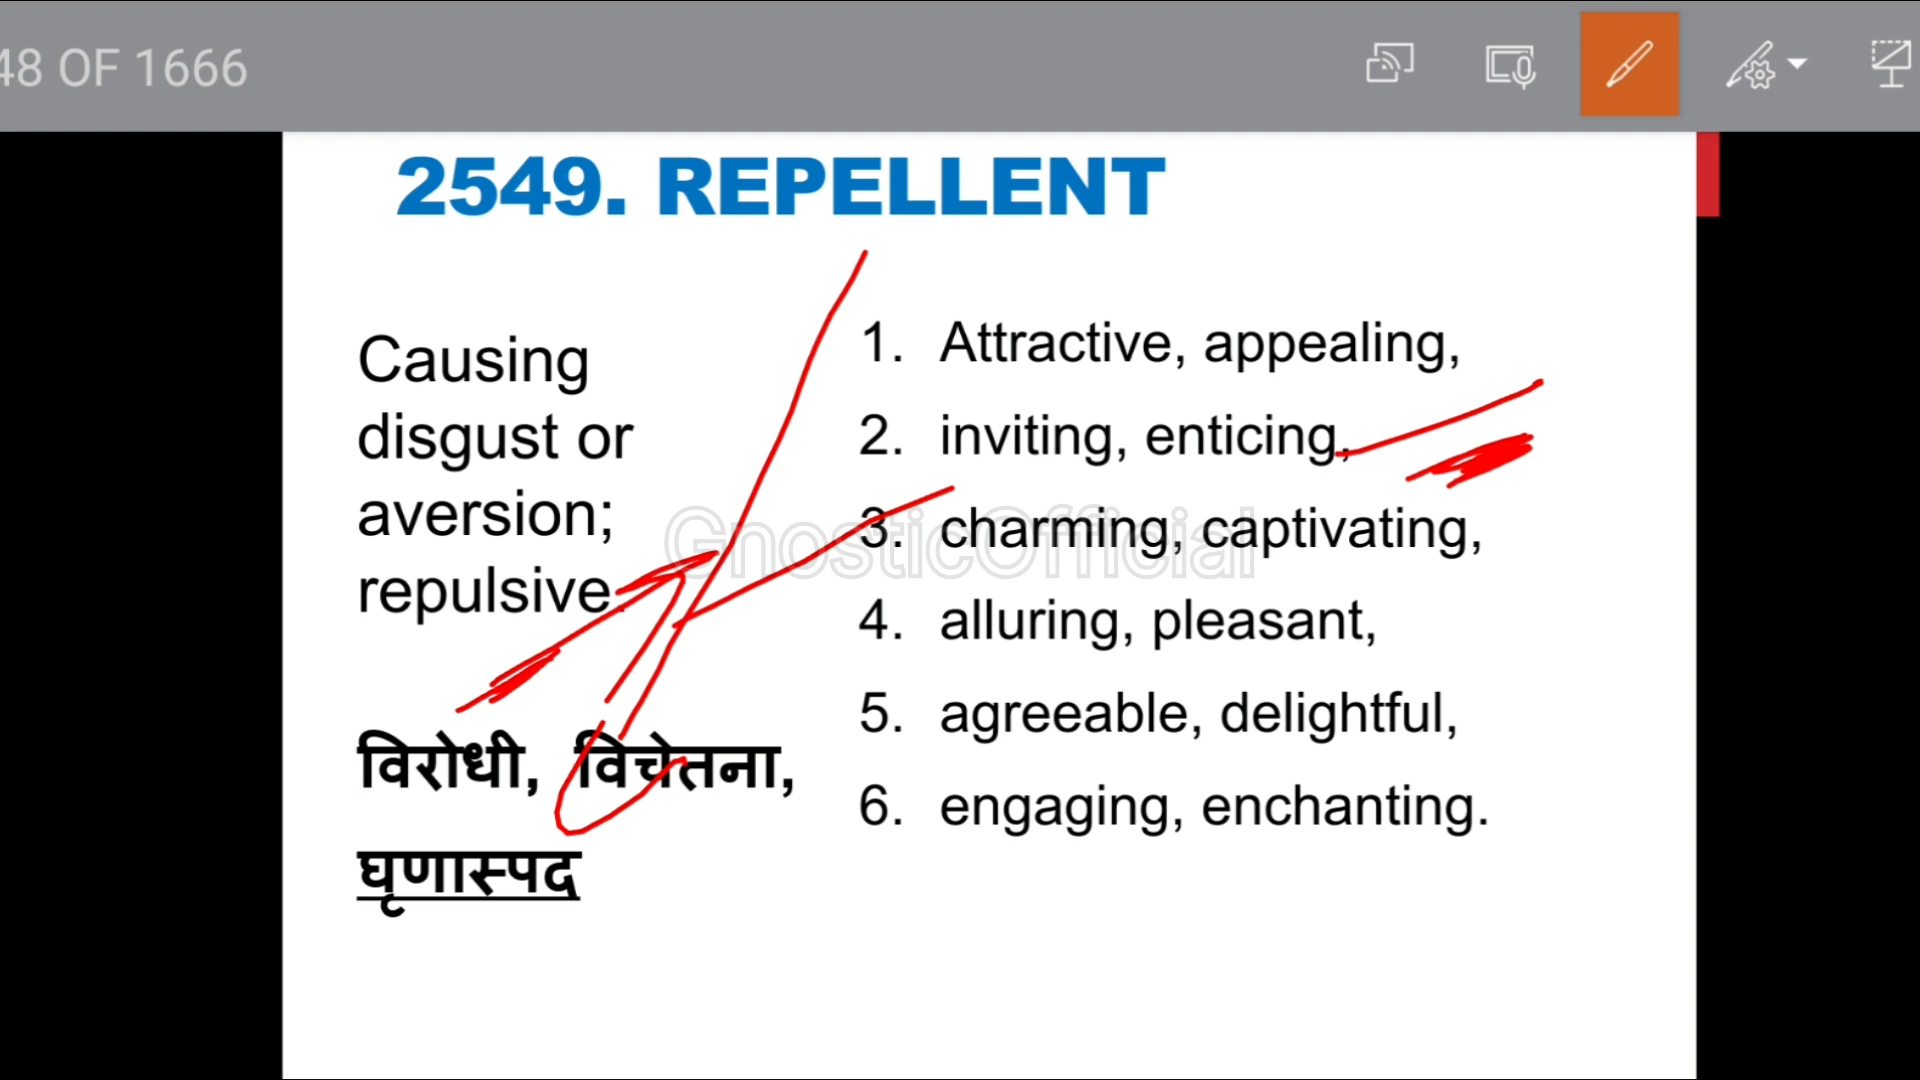 48 OF 1666
2549. REPELLENT
Causing
disgust or
aversion;
repulsive.
विरोधी, विचेतना,
घृणास्पद
1. Attractive, appealing,
2. inviting, enticing,
3. charming, captivating,
4. alluring, pleasant,
5. agreeable, delightful,
6. engaging, enchanting.
GnosticOfficial